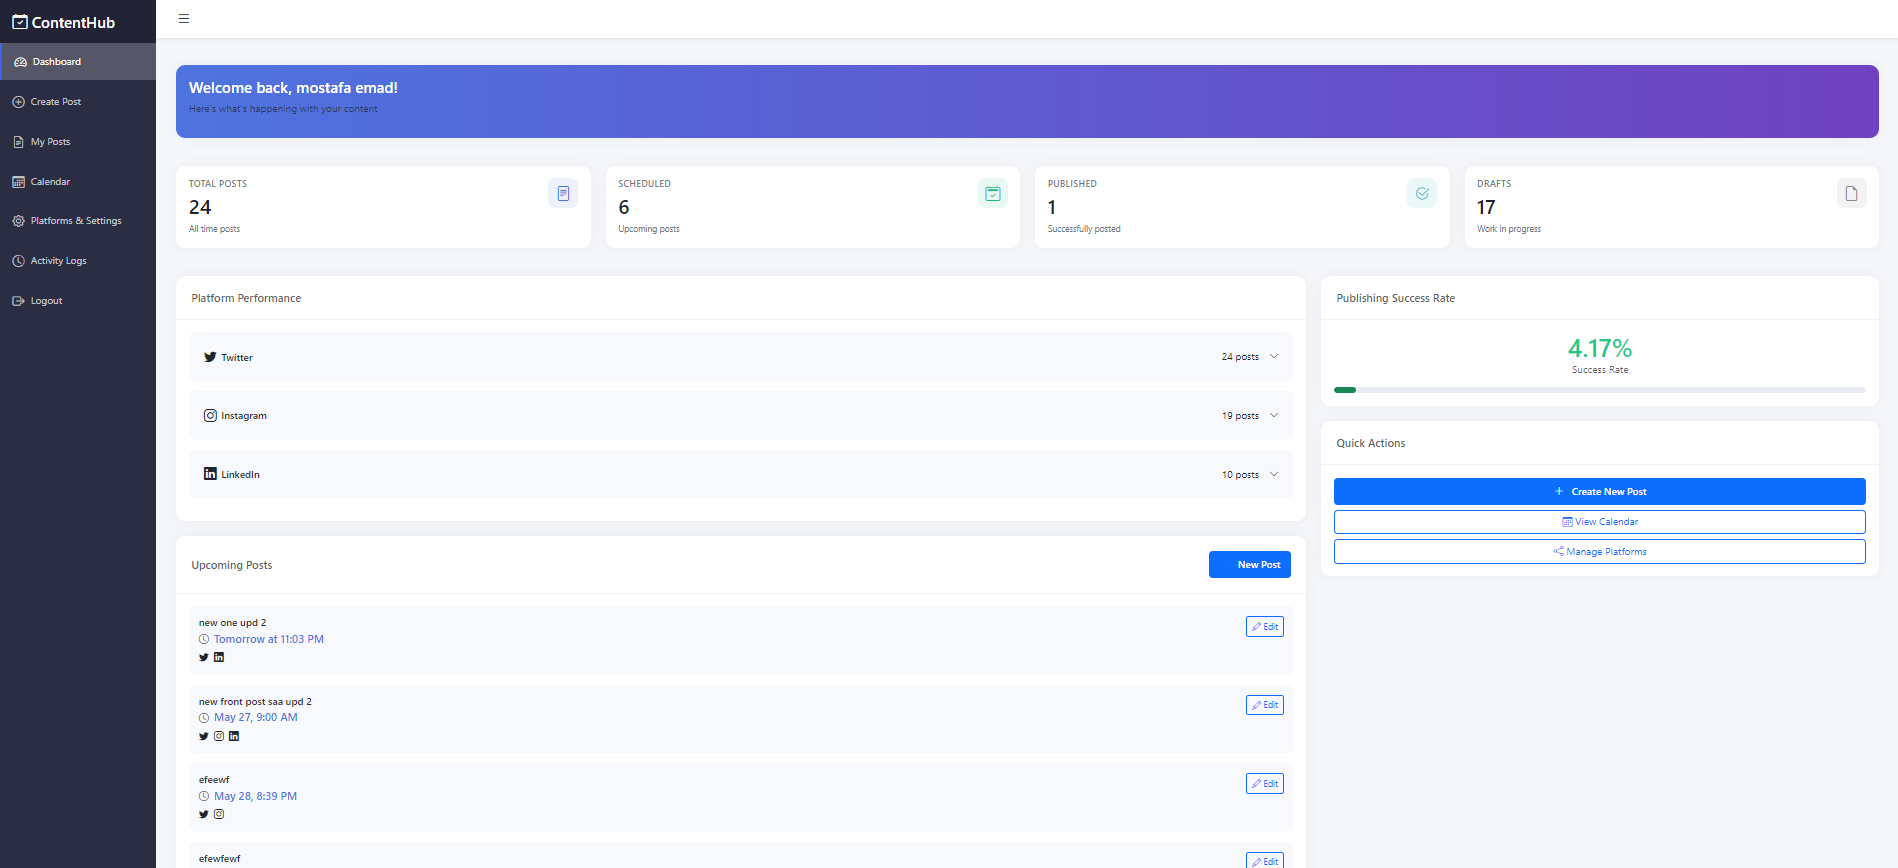 ContentHub
Dashboard
Create Post
My Posts
Calendar
Platforms & Settings
Activity Logs
Logout
Welcome back, mostafa emad!
Here's what's happening with your content
TOTAL POSTS
24
All time posts
SCHEDULED
6
Upcoming posts
PUBLISHED
1
Successfully posted
DRAFTS
17
Work in progress
Platform Performance
Twitter 24 posts
Instagram 19 posts
LinkedIn 10 posts
Publishing Success Rate
4.17%
Success Rate
Quick Actions
Create New Post
View Calendar
Manage Platforms
Upcoming Posts New Post
new one upd 2 Edit
Tomorrow at 11:03 PM
new front post saa upd 2 Edit
May 27, 9:00 AM
efeewf Edit
May 28, 8:39 PM
efewfewf Edit